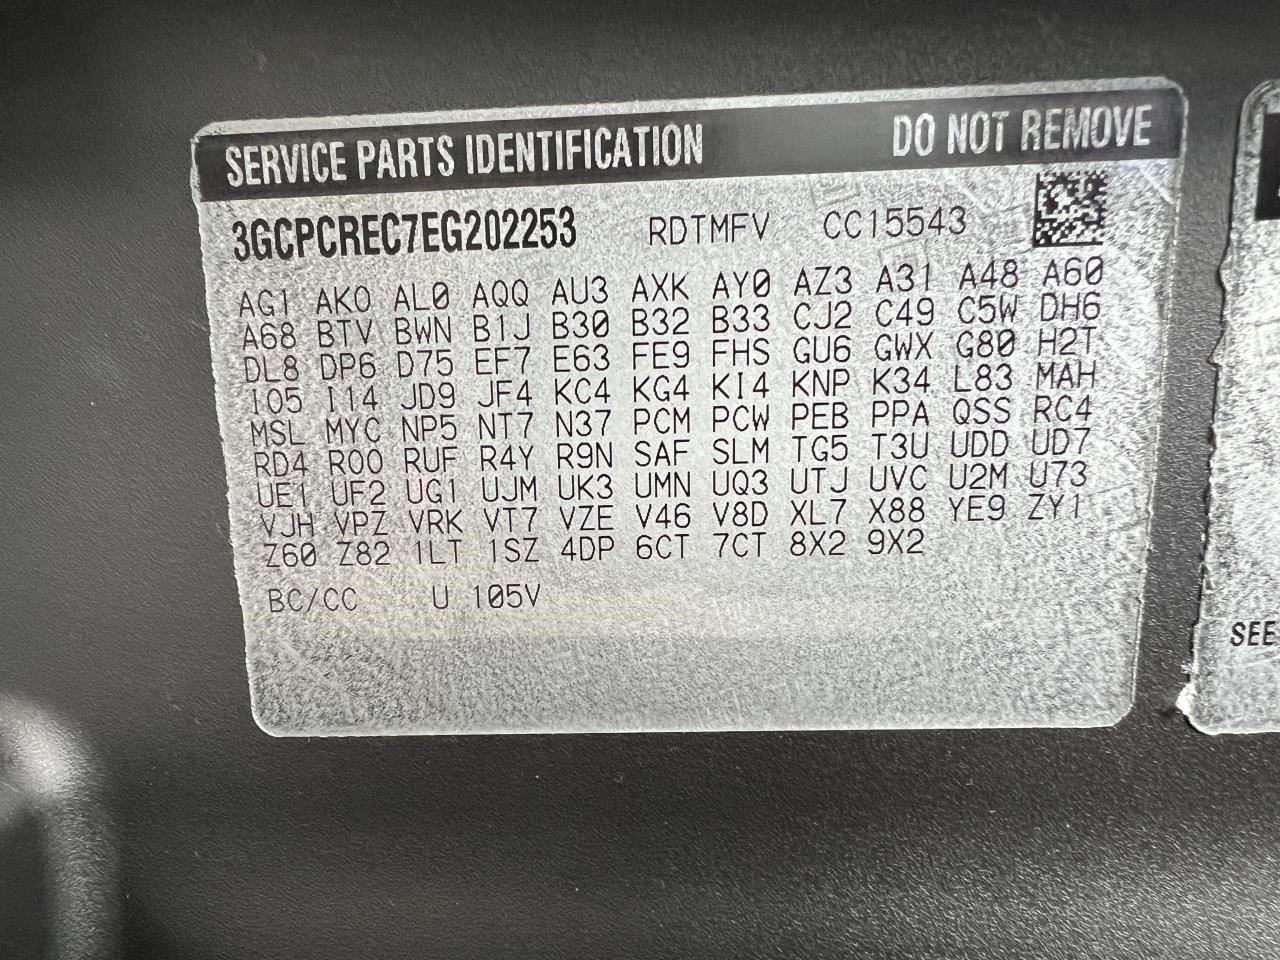 SERVICE PARTS IDENTIFICATION DO NOT REMOVE
3GCPCREC7EG202253 RDTMFV CC15543
AG1 AK0 AL0 AQQ AU3 AXK AY0 AZ3 A31 A48 A60
A68 BTV BWN B1J B30 B32 B33 CJ2 C49 C5W DH6
DL8 DP6 D75 EF7 E63 FE9 FHS GU6 GWX G80 H2T
IO5 I14 JD9 JF4 KC4 KG4 KI4 KNP K34 L83 MAH
MSL MYC NP5 NT7 N37 PCM PCW PEB PPA QSS RC4
RD4 R00 RUF R4Y R9N SAF SLM TG5 T3U UDD UD7
UE1 UF2 UG1 UJM UK3 UMN UQ3 UTJ UVC U2M U73
VJH VPZ VRK VT7 VZE V46 V8D XL7 X88 YE9 ZY1
Z60 Z82 1LT 1SZ 4DP 6CT 7CT 8X2 9X2
BC/CC U 105V
SEE